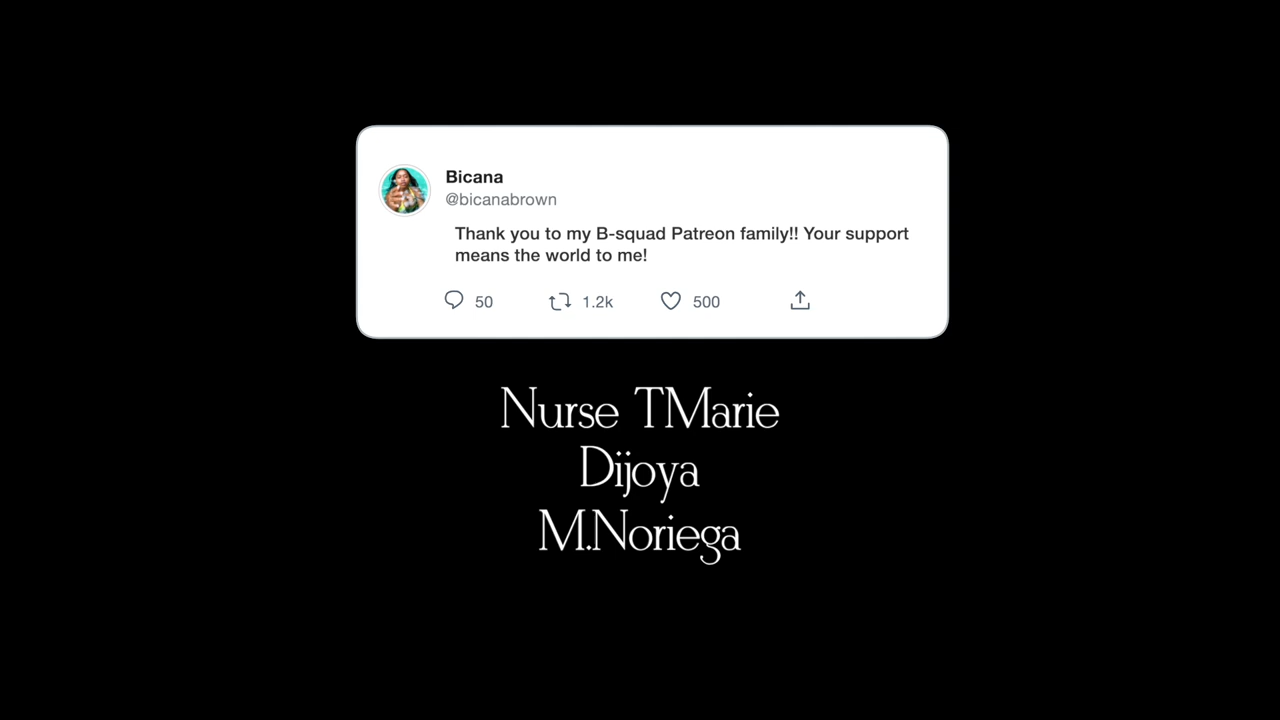 Bicana
@bicanabrown
Thank you to my B-squad Patreon family!! Your support
means the world to me!
50 1.2k 500
Nurse TMarie
Dijoya
M.Noriega